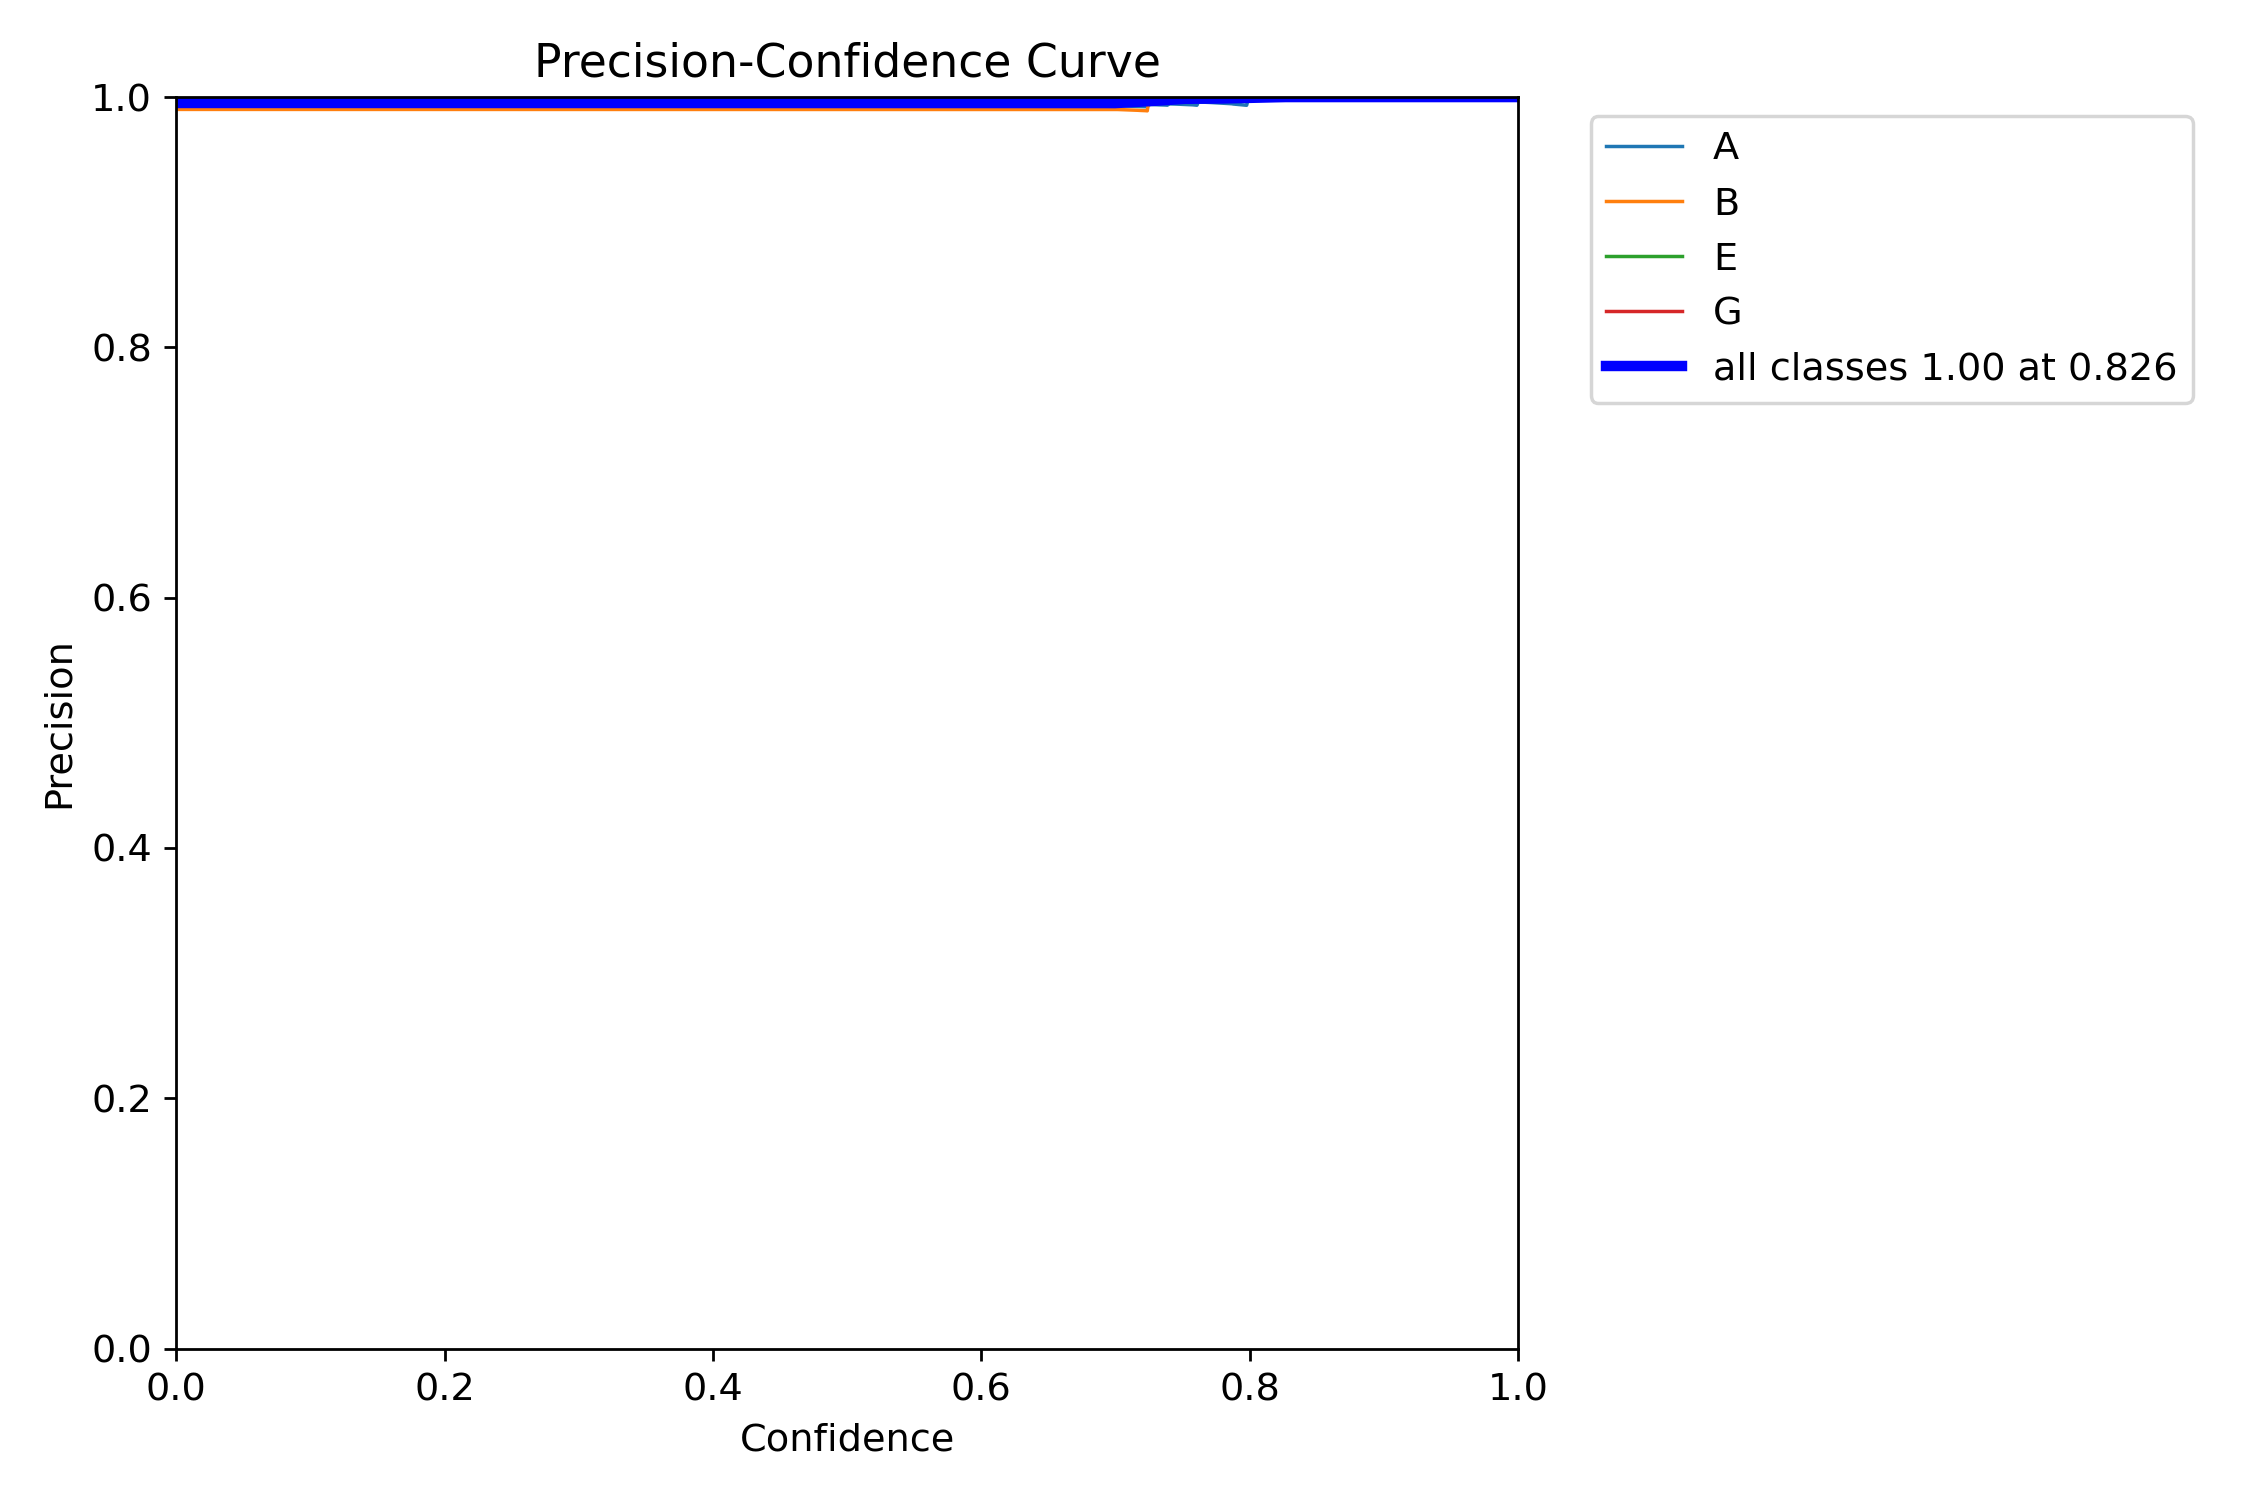 Precision-Confidence Curve
1.0
0.8
0.6
0.4
0.2
0.0
Precision
0.0 0.2 0.4 0.6 0.8 1.0
Confidence
A
B
E
G
all classes 1.00 at 0.826